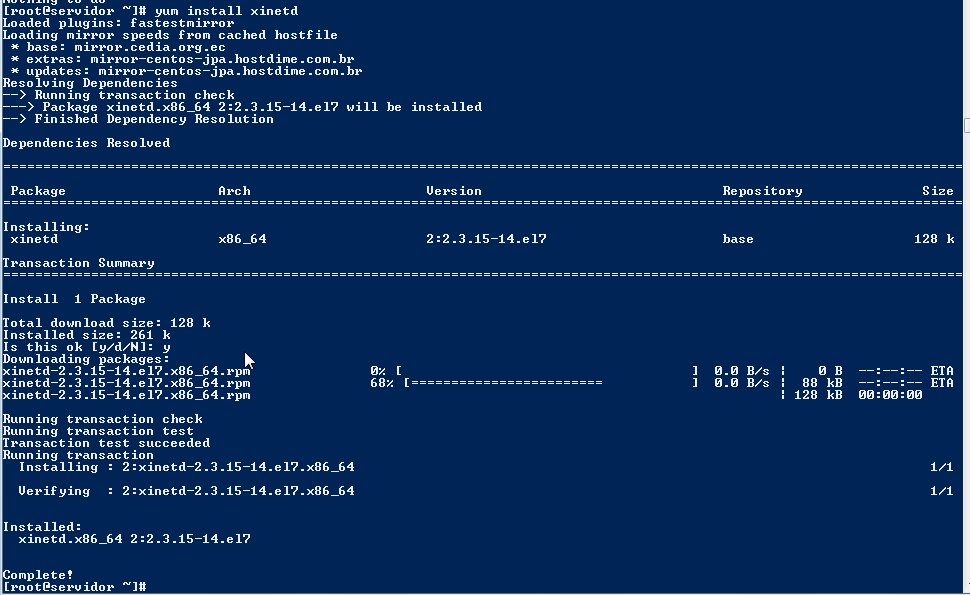 Nothing to do
[root@servidor ~]# yum install xinetd
Loaded plugins: fastestmirror
Loading mirror speeds from cached hostfile
 * base: mirror.cedia.org.ec
 * extras: mirror-centos-jpa.hostdime.com.br
 * updates: mirror-centos-jpa.hostdime.com.br
Resolving Dependencies
--> Running transaction check
---> Package xinetd.x86_64 2:2.3.15-14.el7 will be installed
--> Finished Dependency Resolution
Dependencies Resolved
================================================================================
 Package Arch Version Repository Size
================================================================================
Installing:
 xinetd x86_64 2:2.3.15-14.el7 base 128 k
Transaction Summary
================================================================================
Install  1 Package
Total download size: 128 k
Installed size: 261 k
Is this ok [y/d/N]: y
Downloading packages:
xinetd-2.3.15-14.el7.x86_64.rpm 0% [ ] 0.0 B/s | 0 B --:--:-- ETA
xinetd-2.3.15-14.el7.x86_64.rpm 68% [======================== ] 0.0 B/s | 88 kB --:--:-- ETA
xinetd-2.3.15-14.el7.x86_64.rpm | 128 kB 00:00:00
Running transaction check
Running transaction test
Transaction test succeeded
Running transaction
  Installing : 2:xinetd-2.3.15-14.el7.x86_64 1/1
  Verifying  : 2:xinetd-2.3.15-14.el7.x86_64 1/1
Installed:
  xinetd.x86_64 2:2.3.15-14.el7
Complete!
[root@servidor ~]#